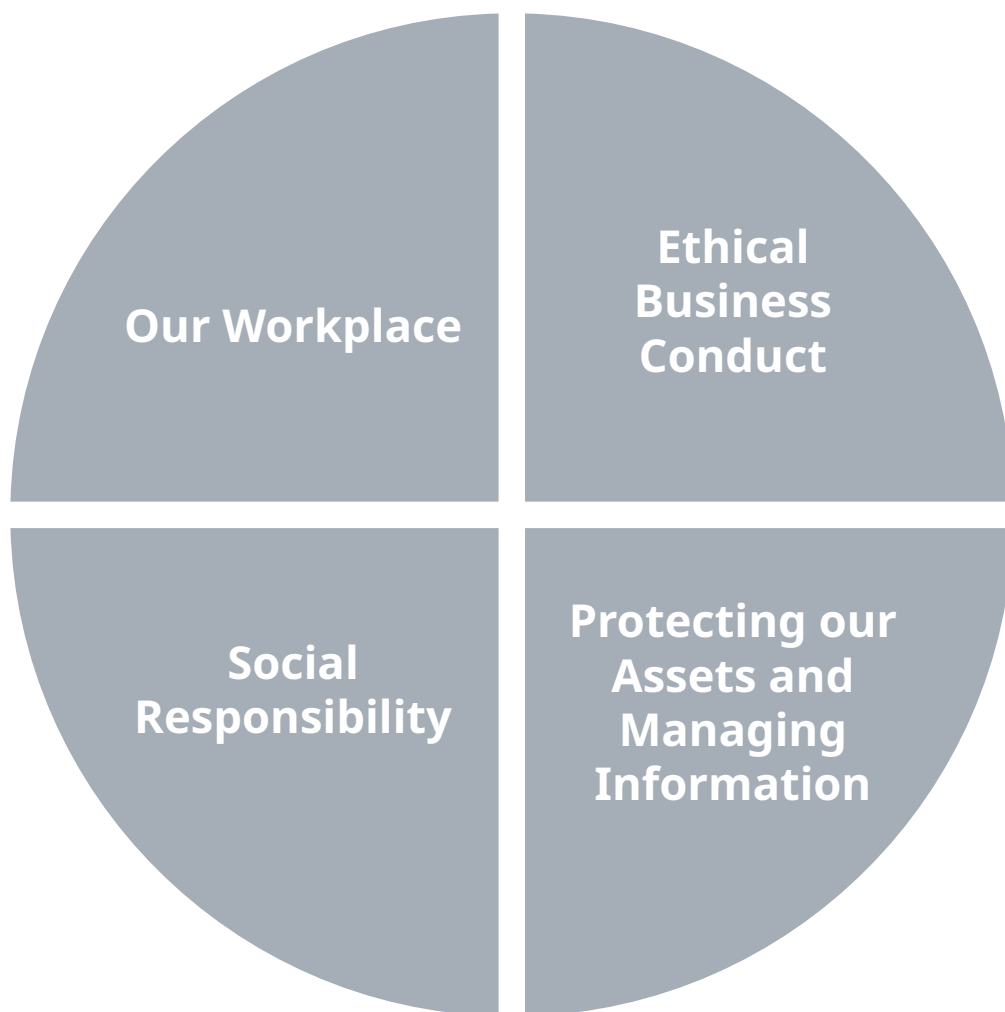 Our Workplace
Ethical
Business
Conduct
Social
Responsibility
Protecting our
Assets and
Managing
Information